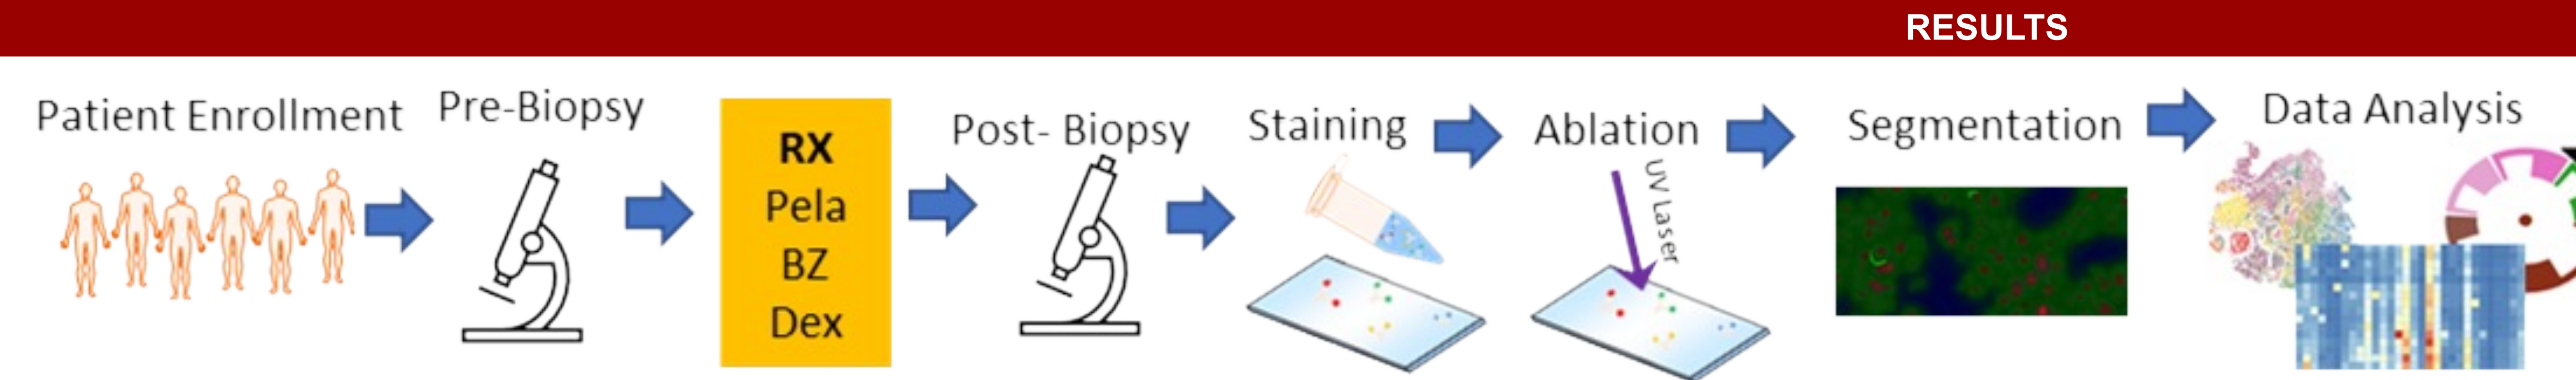 RESULTS
Patient Enrollment
Pre-Biopsy
RX
Pela
BZ
Dex
Post- Biopsy
Staining
Ablation
UV Laser
Segmentation
Data Analysis